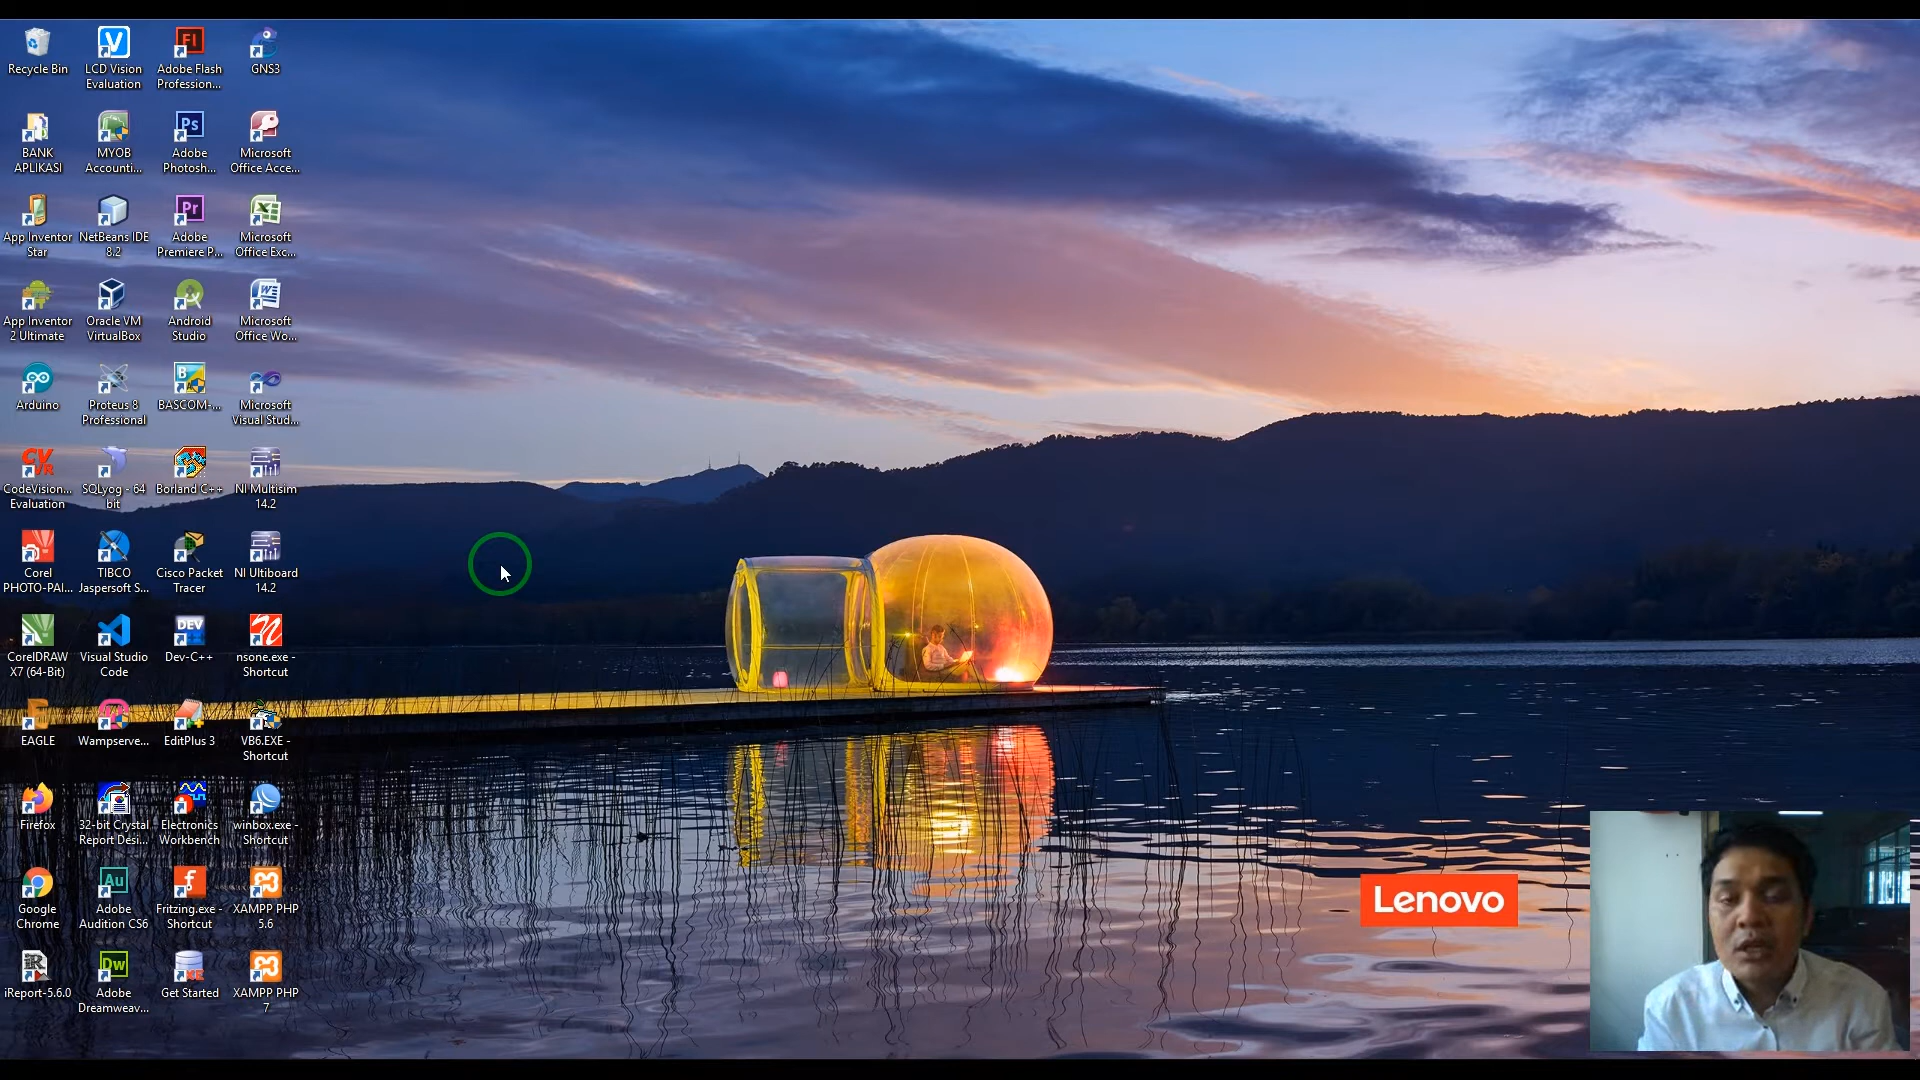 Recycle Bin
LCD Vision
Evaluation
Adobe Flash
Profession...
GNS3
BANK
APLIKASI
MYOB
Accounti...
Adobe
Photosh...
Microsoft
Office Acce...
App Inventor
Star
NetBeans IDE
8.2
Adobe
Premiere P...
Microsoft
Office Exc...
App Inventor
2 Ultimate
Oracle VM
VirtualBox
Android
Studio
Microsoft
Office Wo...
Arduino
Proteus 8
Professional
BASCOM-...
Microsoft
Visual Stud...
CodeVision...
Evaluation
SQLyog - 64
bit
Borland C++
NI Multisim
14.2
Corel
PHOTO-PAI...
TIBCO
Jaspersoft S...
Cisco Packet
Tracer
NI Ultiboard
14.2
CorelDRAW
X7 (64-Bit)
Visual Studio
Code
Dev-C++
nsone.exe -
Shortcut
EAGLE
Wampserve...
EditPlus 3
VB6.EXE -
Shortcut
Firefox
32-bit Crystal
Report Desi...
Electronics
Workbench
winbox.exe -
Shortcut
Google
Chrome
Adobe
Audition CS6
Fritzing.exe -
Shortcut
XAMPP PHP
5.6
iReport-5.6.0
Adobe
Dreamweav...
Get Started
XAMPP PHP
7
Lenovo